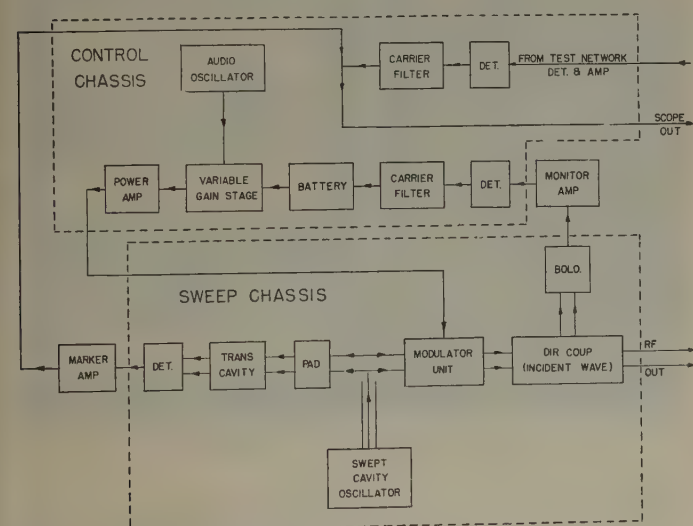 CONTROL
CHASSIS
AUDIO
OSCILLATOR
CARRIER
FILTER
DET.
FROM TEST NETWORK
DET. & AMP
SCOPE
OUT
POWER
AMP
VARIABLE
GAIN STAGE
BATTERY
CARRIER
FILTER
DET.
MONITOR
AMP
BOLO.
SWEEP CHASSIS
MARKER
AMP
DET.
TRANS
CAVITY
PAD
MODULATOR
UNIT
DIR COUP
(INCIDENT WAVE)
RF
OUT
SWEPT
CAVITY
OSCILLATOR